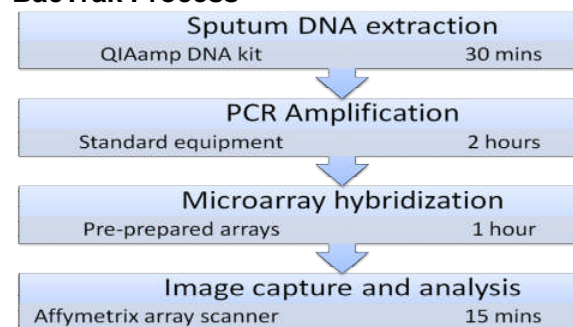 BacTrak Process
Sputum DNA extraction
QIAamp DNA kit 30 mins
PCR Amplification
Standard equipment 2 hours
Microarray hybridization
Pre-prepared arrays 1 hour
Image capture and analysis
Affymetrix array scanner 15 mins